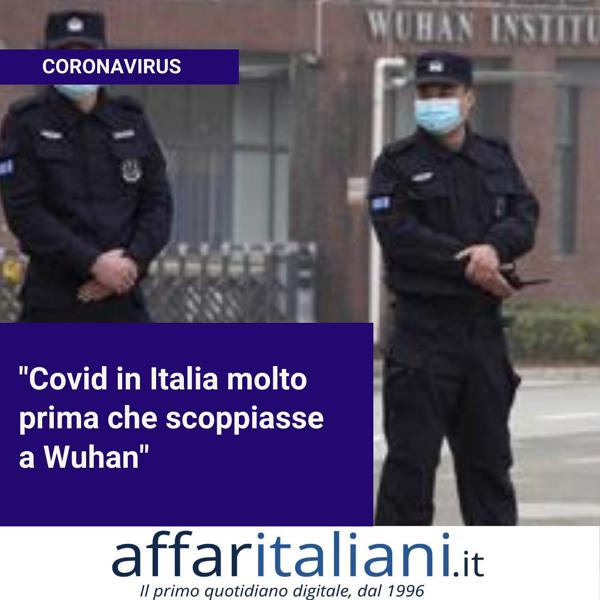 WUHAN INSTITU
CORONAVIRUS
"Covid in Italia molto
prima che scoppiasse
a Wuhan"
affaritaliani.it
Il primo quotidiano digitale, dal 1996